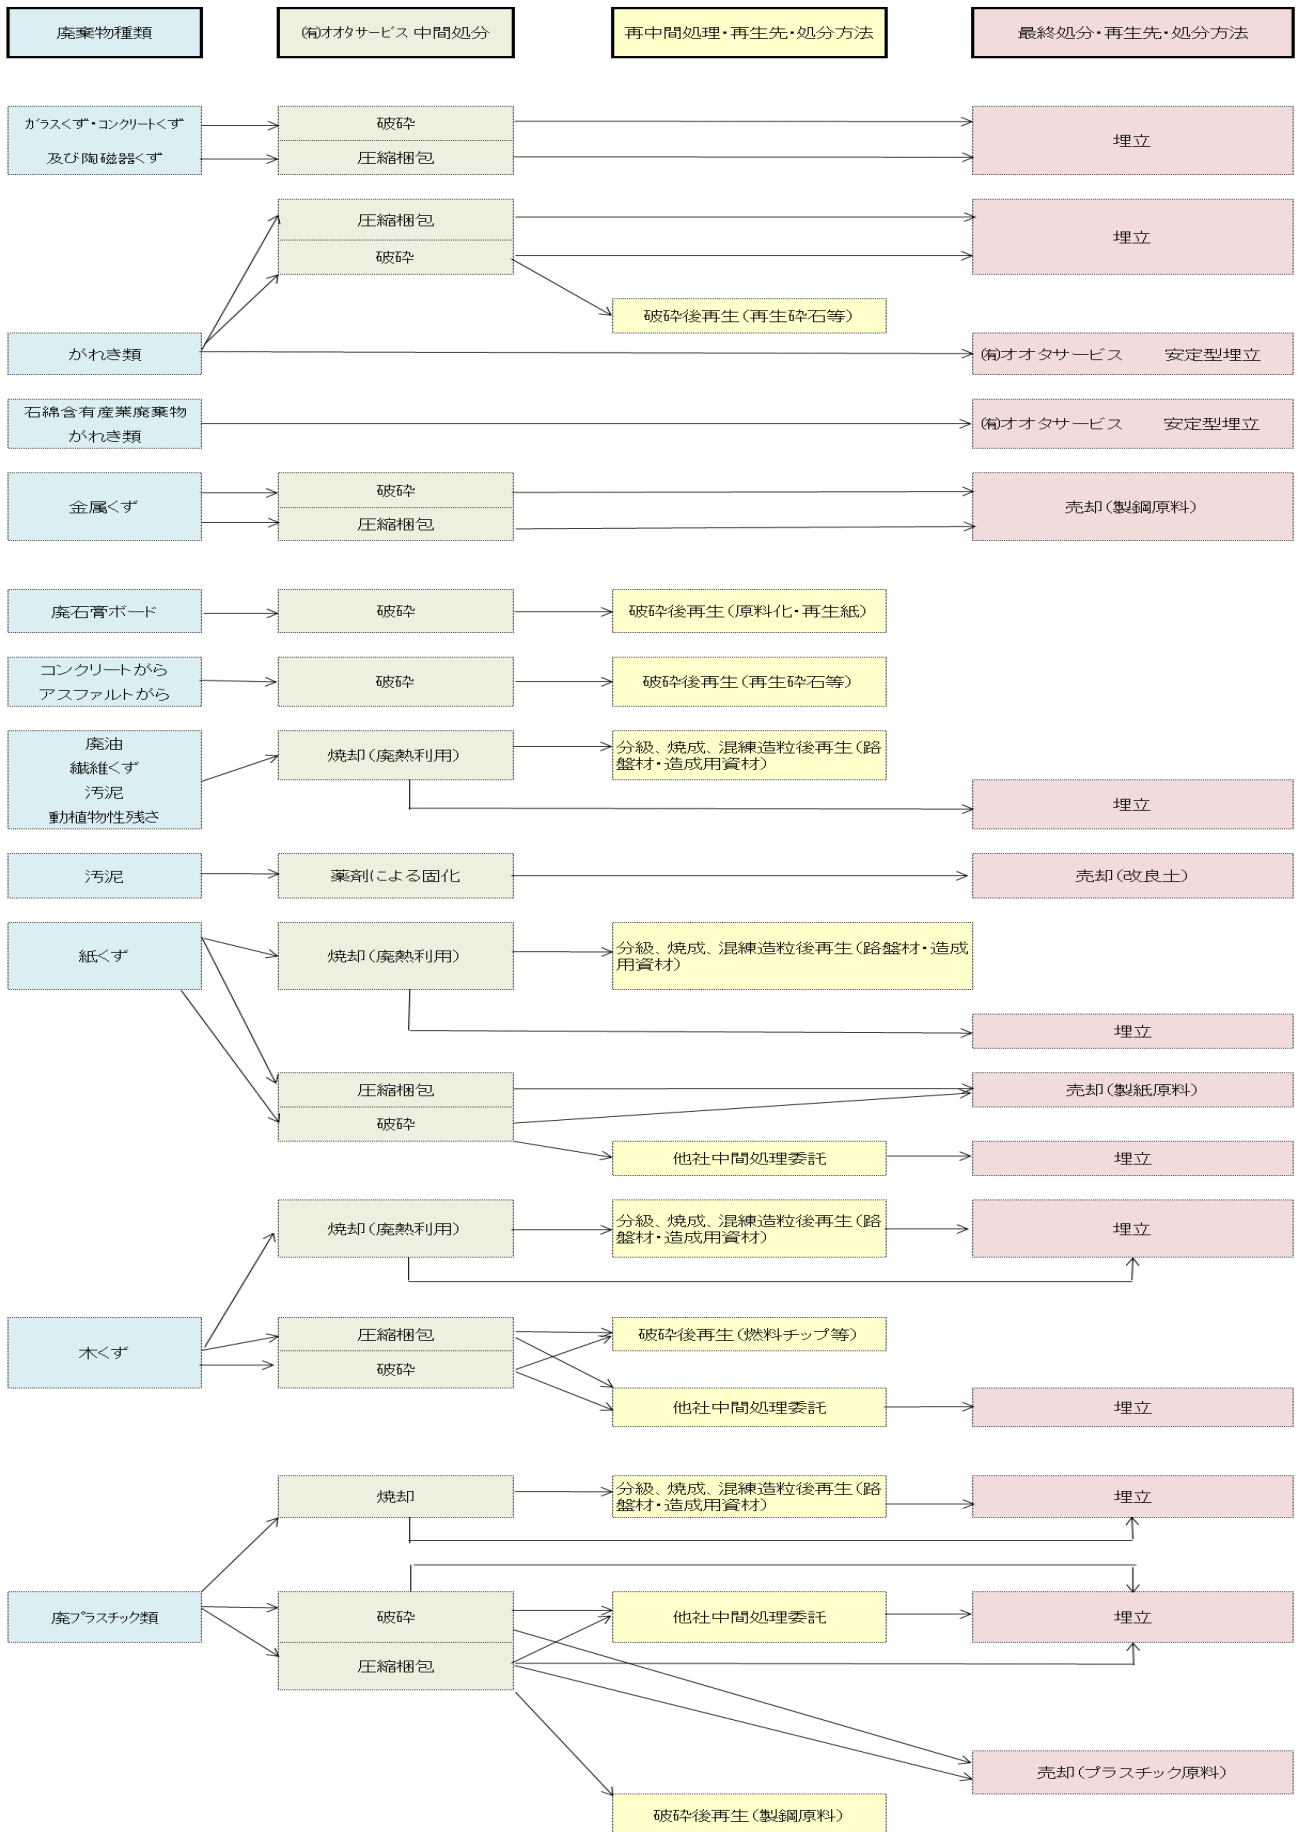 廃棄物種類
㈲オオタサービス 中間処分
再中間処理・再生先・処分方法
最終処分・再生先・処分方法
ガラスくず・コンクリートくず
及び陶磁器くず
破砕
圧縮梱包
埋立
圧縮梱包
破砕
埋立
破砕後再生(再生砕石等)
がれき類
㈲オオタサービス 安定型埋立
石綿含有産業廃棄物
がれき類
㈲オオタサービス 安定型埋立
金属くず
破砕
圧縮梱包
売却(製鋼原料)
廃石膏ボード
破砕
破砕後再生(原料化・再生紙)
コンクリートがら
アスファルトがら
破砕
破砕後再生(再生砕石等)
廃油
繊維くず
汚泥
動植物性残さ
焼却(廃熱利用)
分級、焼成、混練造粒後再生(路
盤材・造成用資材)
埋立
汚泥
薬剤による固化
売却(改良土)
紙くず
焼却(廃熱利用)
分級、焼成、混練造粒後再生(路盤材・造成
用資材)
埋立
圧縮梱包
破砕
売却(製紙原料)
他社中間処理委託
埋立
焼却(廃熱利用)
分級、焼成、混練造粒後再生(路
盤材・造成用資材)
埋立
木くず
圧縮梱包
破砕
破砕後再生(燃料チップ等)
他社中間処理委託
埋立
焼却
分級、焼成、混練造粒後再生(路
盤材・造成用資材)
埋立
廃プラスチック類
破砕
圧縮梱包
他社中間処理委託
埋立
売却(プラスチック原料)
破砕後再生(製鋼原料)